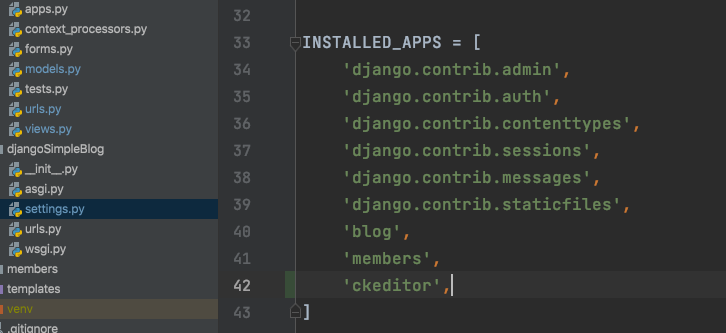 apps.py
context_processors.py
forms.py
models.py
tests.py
urls.py
views.py
djangoSimpleBlog
__init__.py
asgi.py
settings.py
urls.py
wsgi.py
members
templates
venv
.gitignore
32
33 INSTALLED_APPS = [
34 'django.contrib.admin',
35 'django.contrib.auth',
36 'django.contrib.contenttypes',
37 'django.contrib.sessions',
38 'django.contrib.messages',
39 'django.contrib.staticfiles',
40 'blog',
41 'members',
42 'ckeditor',
43 ]